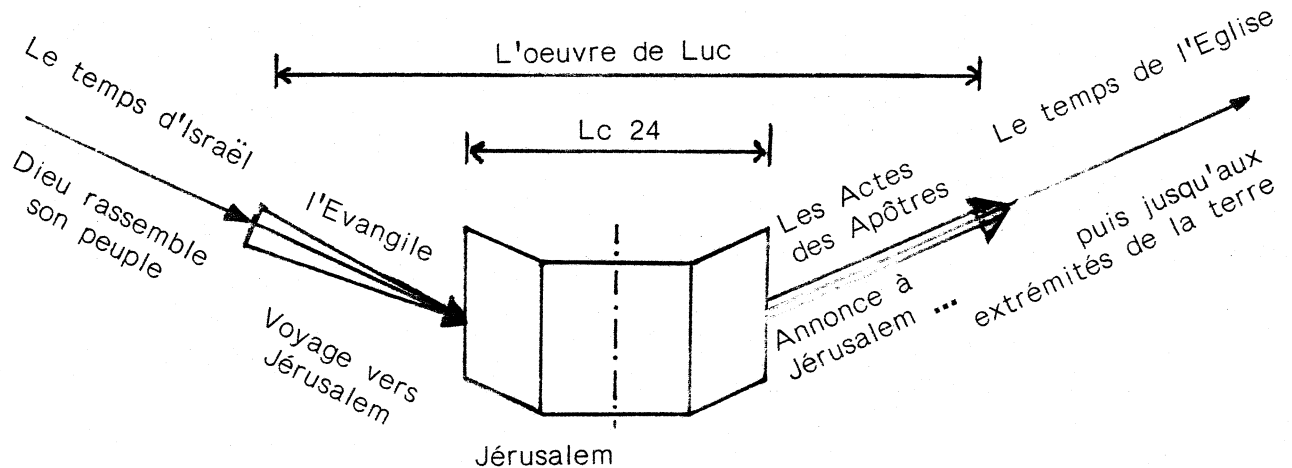 L'oeuvre de Luc
Lc 24
Le temps d'Israël
Dieu rassemble
son peuple
l'Evangile
Voyage vers
Jérusalem
Jérusalem
Les Actes
des Apôtres
Annonce à
Jérusalem ...
Le temps de l'Eglise
puis jusqu'aux
extrémités de la terre